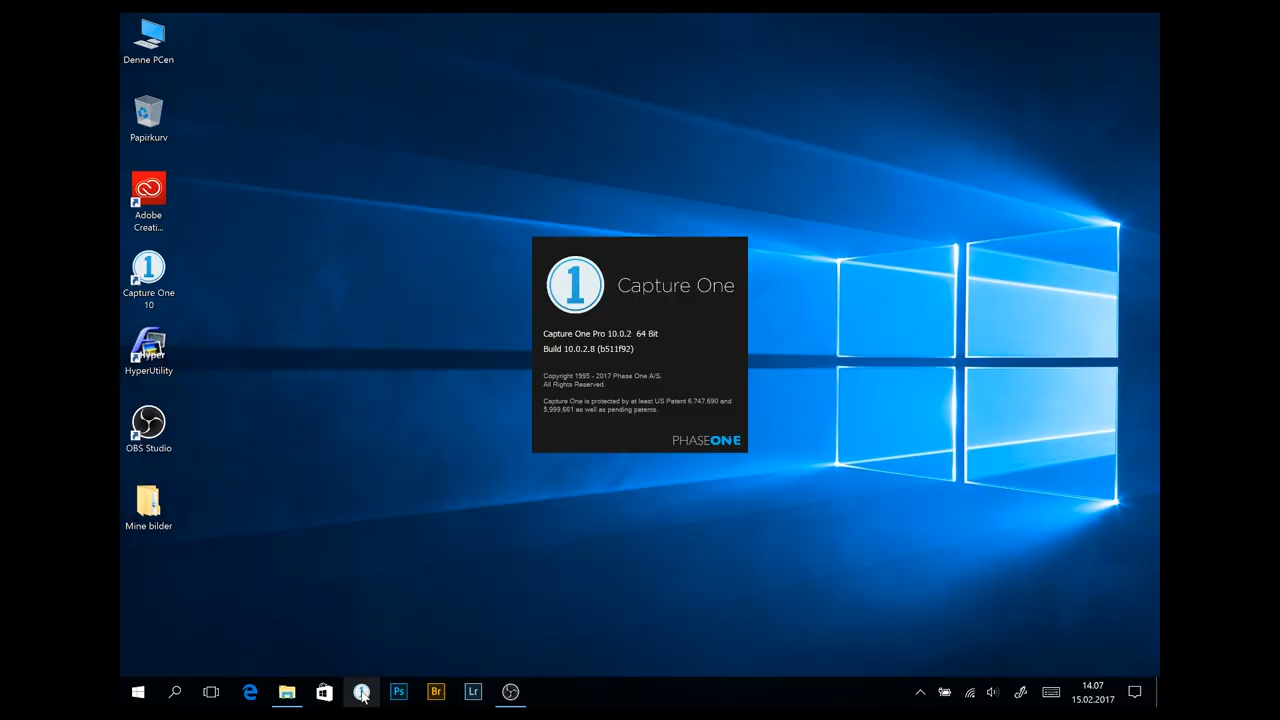 Denne PCen
Papirkurv
Adobe
Creati...
Capture One
10
Hyper
HyperUtility
OBS Studio
Mine bilder
1
Capture One
Capture One Pro 10.0.2 64 Bit
Build 10.0.2.8 (b511f92)
Copyright 1995 - 2017 Phase One A/S.
All Rights Reserved.
Capture One is protected by at least US Patent 6,747,690 and
5,999,661 as well as pending patents.
PHASEONE
Ps
Br
Lr
14.07
15.02.2017